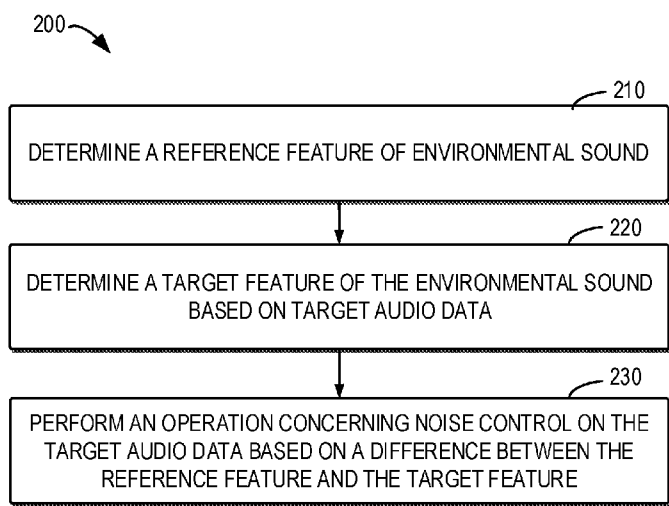 200
210
DETERMINE A REFERENCE FEATURE OF ENVIRONMENTAL SOUND
220
DETERMINE A TARGET FEATURE OF THE ENVIRONMENTAL SOUND
BASED ON TARGET AUDIO DATA
230
PERFORM AN OPERATION CONCERNING NOISE CONTROL ON THE
TARGET AUDIO DATA BASED ON A DIFFERENCE BETWEEN THE
REFERENCE FEATURE AND THE TARGET FEATURE